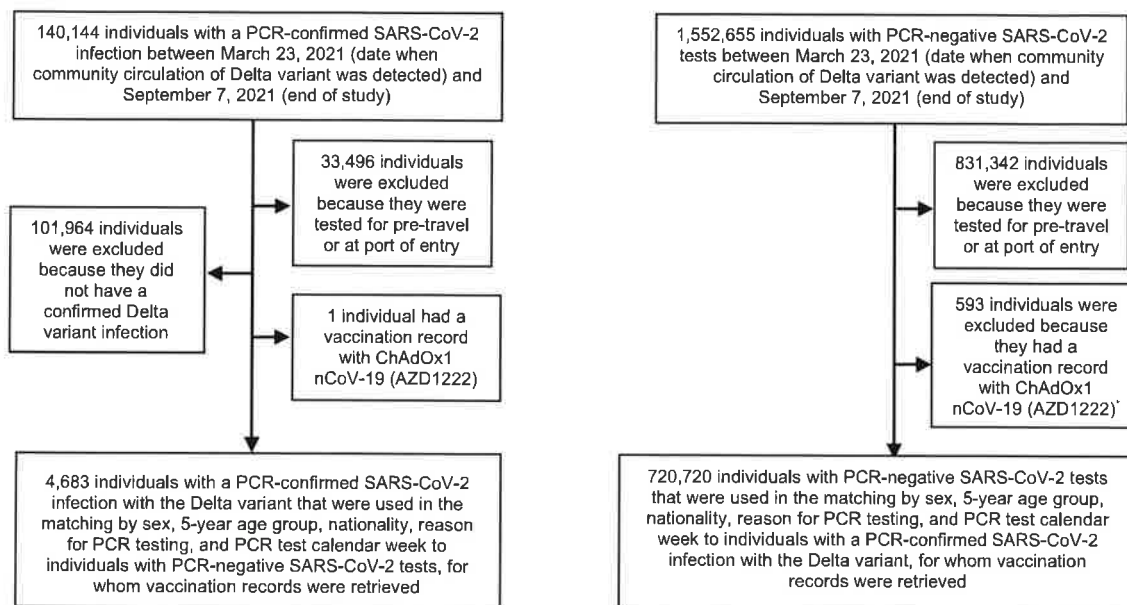 140,144 individuals with a PCR-confirmed SARS-CoV-2
infection between March 23, 2021 (date when
community circulation of Delta variant was detected) and
September 7, 2021 (end of study)
33,496 individuals
were excluded
because they were
tested for pre-travel
or at port of entry
101,964 individuals
were excluded
because they did
not have a
confirmed Delta
variant infection
1 individual had a
vaccination record
with ChAdOx1
nCoV-19 (AZD1222)
4,683 individuals with a PCR-confirmed SARS-CoV-2
infection with the Delta variant that were used in the
matching by sex, 5-year age group, nationality, reason
for PCR testing, and PCR test calendar week to
individuals with PCR-negative SARS-CoV-2 tests, for
whom vaccination records were retrieved
1,552,655 individuals with PCR-negative SARS-CoV-2
tests between March 23, 2021 (date when community
circulation of Delta variant was detected) and
September 7, 2021 (end of study)
831,342 individuals
were excluded
because they were
tested for pre-travel
or at port of entry
593 individuals were
excluded because
they had a
vaccination record
with ChAdOx1
nCoV-19 (AZD1222)*
720,720 individuals with PCR-negative SARS-CoV-2 tests
that were used in the matching by sex, 5-year age group,
nationality, reason for PCR testing, and PCR test calendar
week to individuals with a PCR-confirmed SARS-CoV-2
infection with the Delta variant, for whom vaccination
records were retrieved